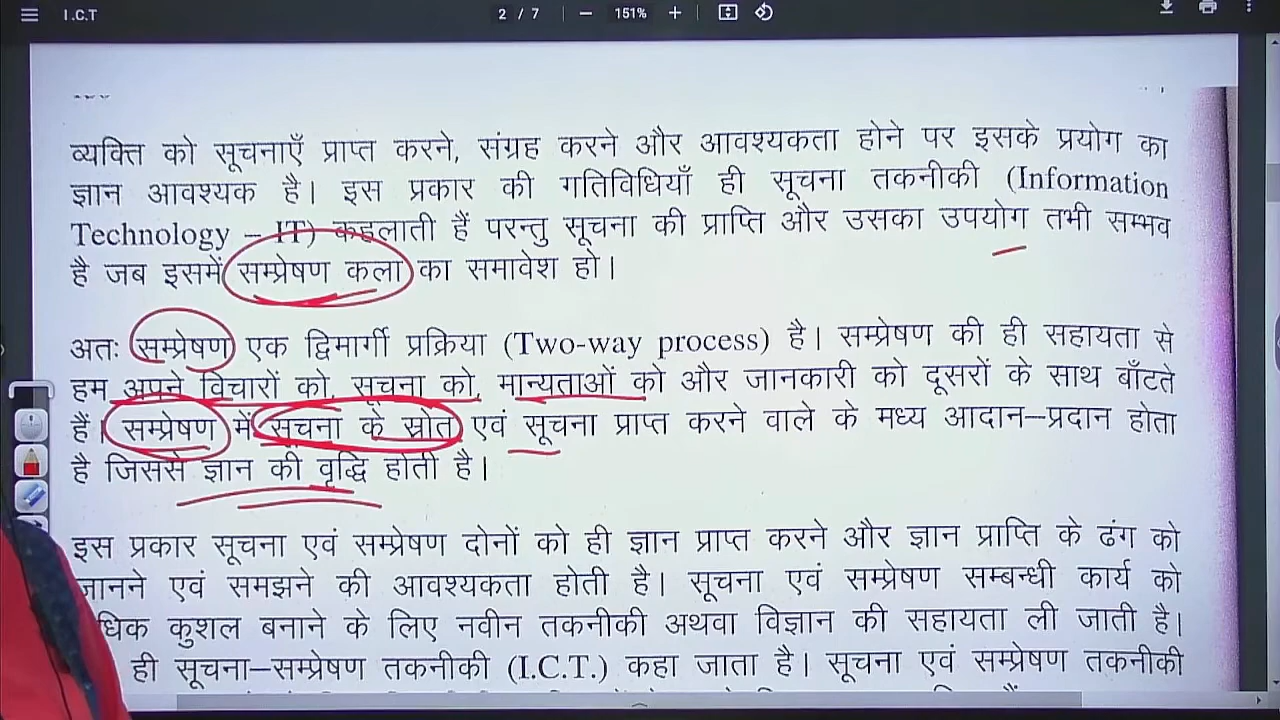 I.C.T
2 / 7
151%
व्यक्ति को सूचनाएँ प्राप्त करने, संग्रह करने और आवश्यकता होने पर इसके प्रयोग का
ज्ञान आवश्यक है। इस प्रकार की गतिविधियाँ ही सूचना तकनीकी (Information
Technology – IT) कहलाती हैं परन्तु सूचना की प्राप्ति और उसका उपयोग तभी सम्भव
है जब इसमें सम्प्रेषण कला का समावेश हो।
अतः सम्प्रेषण एक द्विमार्गी प्रक्रिया (Two-way process) है। सम्प्रेषण की ही सहायता से
हम अपने विचारों को, सूचना को, मान्यताओं को और जानकारी को दूसरों के साथ बाँटते
हैं। सम्प्रेषण में सूचना के स्रोत एवं सूचना प्राप्त करने वाले के मध्य आदान–प्रदान होता
है जिससे ज्ञान की वृद्धि होती है।
इस प्रकार सूचना एवं सम्प्रेषण दोनों को ही ज्ञान प्राप्त करने और ज्ञान प्राप्ति के ढंग को
जानने एवं समझने की आवश्यकता होती है। सूचना एवं सम्प्रेषण सम्बन्धी कार्य को
कुशल बनाने के लिए नवीन तकनीकी अथवा विज्ञान की सहायता ली जाती है।
ही सूचना–सम्प्रेषण तकनीकी (I.C.T.) कहा जाता है। सूचना एवं सम्प्रेषण तकनीकी